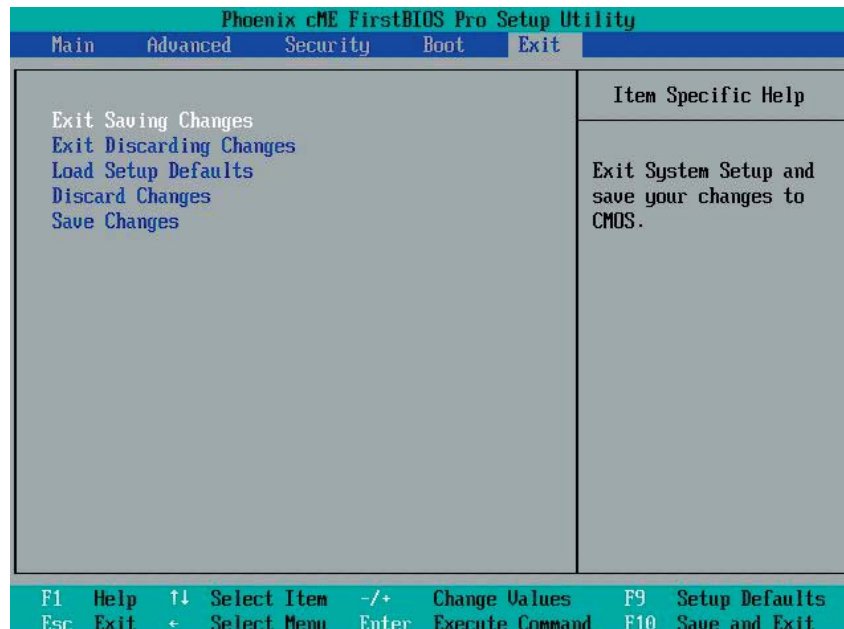 Phoenix cME FirstBIOS Pro Setup Utility
Main Advanced Security Boot Exit
Item Specific Help
Exit Saving Changes
Exit Discarding Changes
Load Setup Defaults
Discard Changes
Save Changes
Exit System Setup and
save your changes to
CMOS.
F1 Help ↑↓ Select Item -/+ Change Values F9 Setup Defaults
Esc Exit ← Select Menu Enter Execute Command F10 Save and Exit